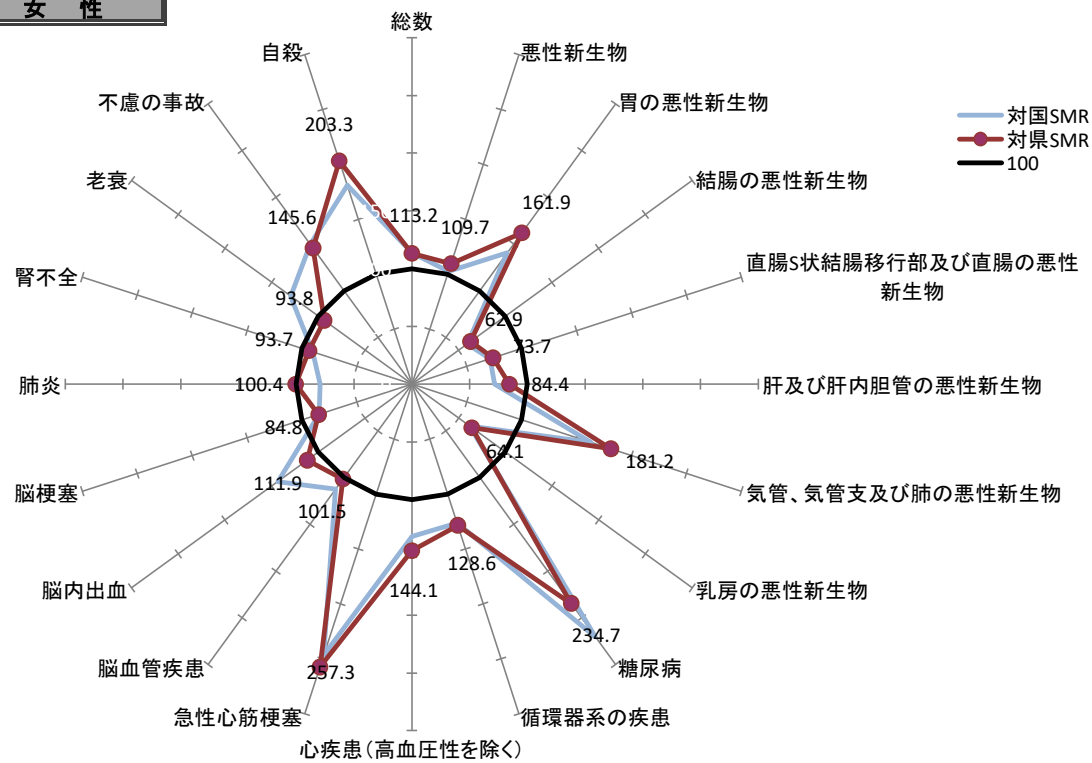 女 性
総数
悪性新生物
胃の悪性新生物
結腸の悪性新生物
直腸S状結腸移行部及び直腸の悪性
新生物
肝及び肝内胆管の悪性新生物
気管、気管支及び肺の悪性新生物
乳房の悪性新生物
糖尿病
循環器系の疾患
心疾患(高血圧性を除く)
急性心筋梗塞
脳血管疾患
脳内出血
脳梗塞
肺炎
腎不全
老衰
不慮の事故
自殺
対国SMR
対県SMR
100
113.2
109.7
161.9
62.9
73.7
84.4
181.2
64.1
234.7
128.6
144.1
257.3
101.5
111.9
84.8
100.4
93.7
93.8
145.6
203.3